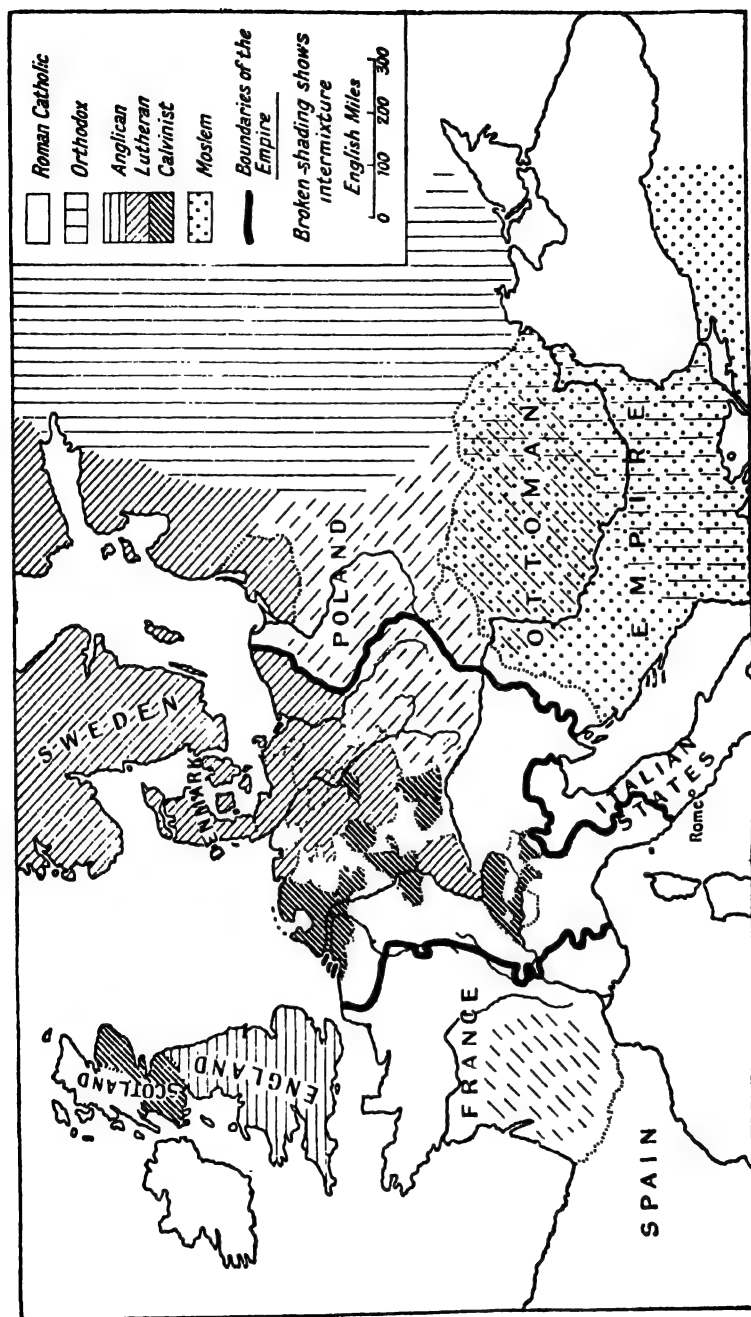 Roman Catholic
Orthodox
Anglican
Lutheran
Calvinist
Moslem
Boundaries of the
Empire
Broken shading shows
intermixture
English Miles
0 100 200 300
SWEDEN
DENMARK
SCOTLAND
ENGLAND
POLAND
FRANCE
OTTOMAN
EMPIRE
ITALIAN
STATES
Rome
SPAIN